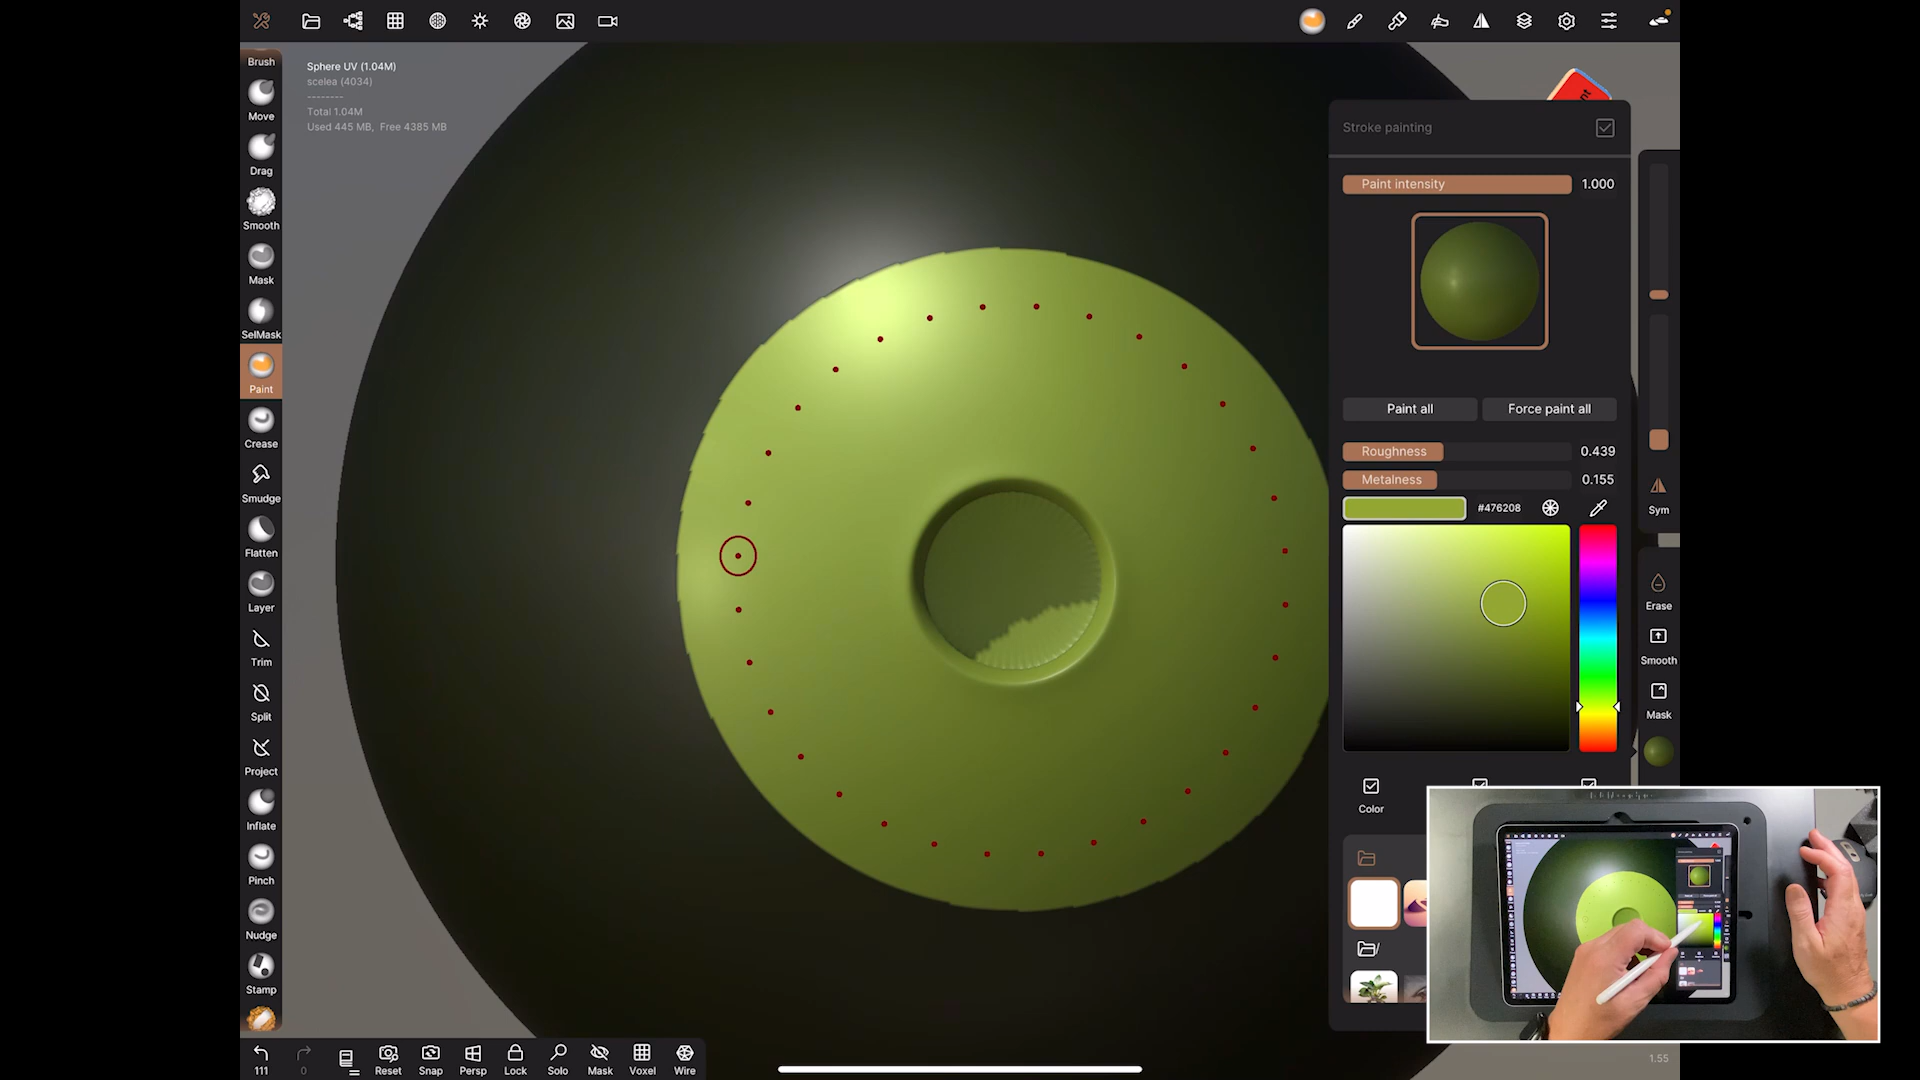 Sphere UV (1.04M)
scelea (4034)
--------
Total 1.04M
Used 445 MB, Free 4385 MB
Brush
Move
Drag
Smooth
Mask
SelMask
Paint
Crease
Smudge
Flatten
Layer
Trim
Split
Project
Inflate
Pinch
Nudge
Stamp
111
0
Reset
Snap
Persp
Lock
Solo
Mask
Voxel
Wire
Stroke painting
Paint intensity 1.000
Paint all
Force paint all
Roughness 0.439
Metalness 0.155
#476208
Color
Sym
Erase
Smooth
Mask
1.55